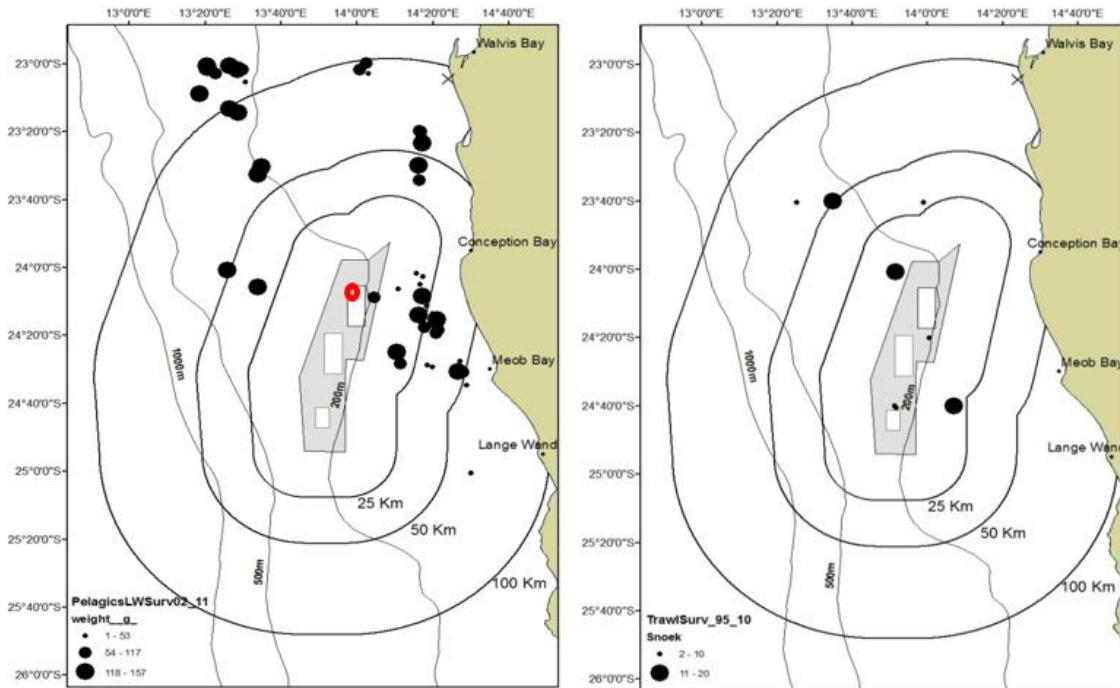 13°0'0"E 13°20'0"E 13°40'0"E 14°0'0"E 14°20'0"E 14°40'0"E
Walvis Bay
23°0'0"S
23°20'0"S
23°40'0"S
Conception Bay
24°0'0"S
1000m
24°20'0"S
Meob Bay
200m
24°40'0"S
Lange Wand
25°0'0"S
25 Km
25°20'0"S
50 Km
500m
100 Km
25°40'0"S
26°0'0"S
PelagicsLWSurv02_11
weight__g_
1 - 53
54 - 117
118 - 157
13°0'0"E 13°20'0"E 13°40'0"E 14°0'0"E 14°20'0"E 14°40'0"E
Walvis Bay
23°0'0"S
23°20'0"S
23°40'0"S
Conception Bay
24°0'0"S
1000m
24°20'0"S
Meob Bay
200m
24°40'0"S
Lange Wand
25°0'0"S
25 Km
25°20'0"S
50 Km
500m
100 Km
25°40'0"S
26°0'0"S
TrawlSurv_95_10
Snoek
2 - 10
11 - 20